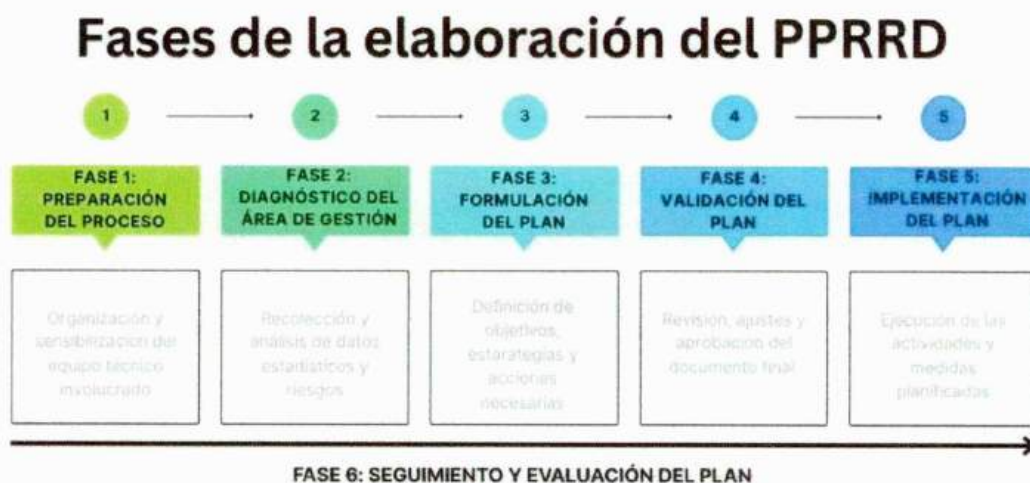 Fases de la elaboración del PPRRD
1
2
3
4
5
FASE 1:
PREPARACIÓN
DEL PROCESO
FASE 2:
DIAGNÓSTICO DEL
ÁREA DE GESTIÓN
FASE 3:
FORMULACIÓN
DEL PLAN
FASE 4:
VALIDACIÓN DEL
PLAN
FASE 5:
IMPLEMENTACIÓN
DEL PLAN
Organización y
sensibilización del
equipo técnico
involucrado
Recolección y
análisis de datos
estadísticos y
riesgos
Definición de
objetivos,
estarategias y
acciones
necesarias
Revisión, ajustes y
aprobación del
documento final
Ejecución de las
actividades y
medidas
planificadas
FASE 6: SEGUIMIENTO Y EVALUACIÓN DEL PLAN